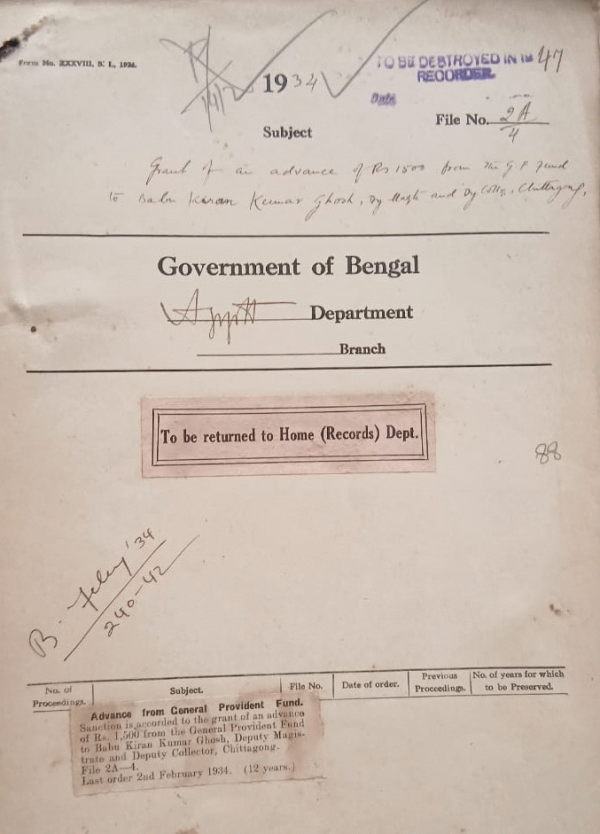 Form No. XXXVIII, B. I., 1934.
1934
TO BE DESTROYED IN 1947
RECORDER.
Date
File No. 2A/4
Subject
Grant of an advance of Rs 1500 from the G P Fund
to Babu Kiran Kumar Ghosh, Dy Magte and Dy Collr, Chittagong.
Government of Bengal
Apptt Department
Branch
To be returned to Home (Records) Dept.
88
B. Feby '34
240-42
No. of Proceedings.
Subject.
File No.
Date of order.
Previous Proceedings.
No. of years for which to be Preserved.
Advance from General Provident Fund.
Sanction is accorded to the grant of an advance
of Rs. 1,500 from the General Provident Fund
to Babu Kiran Kumar Ghosh, Deputy Magis-
trate and Deputy Collector, Chittagong.
File 2A—4.
Last order 2nd February 1934. (12 years.)